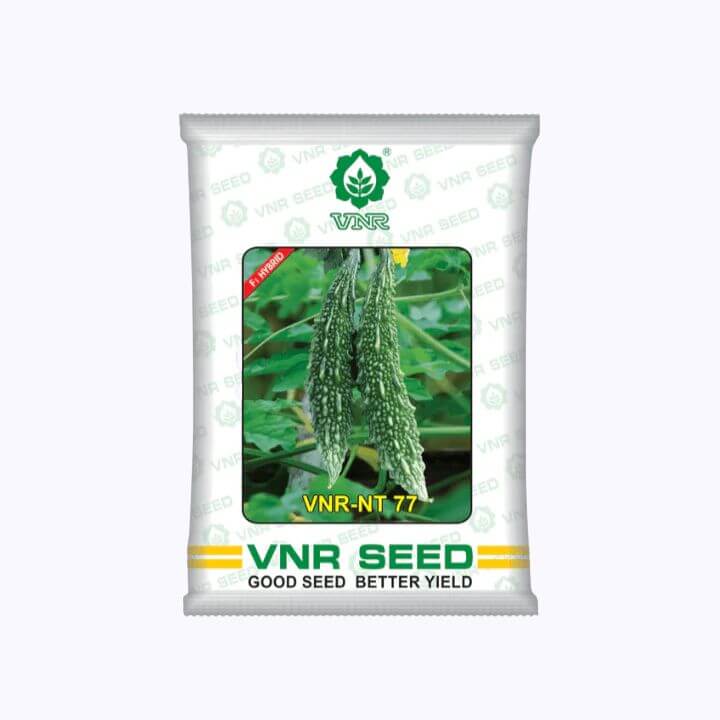 ®
VNR
F1 HYBRID
VNR-NT 77
VNR SEED
GOOD SEED BETTER YIELD